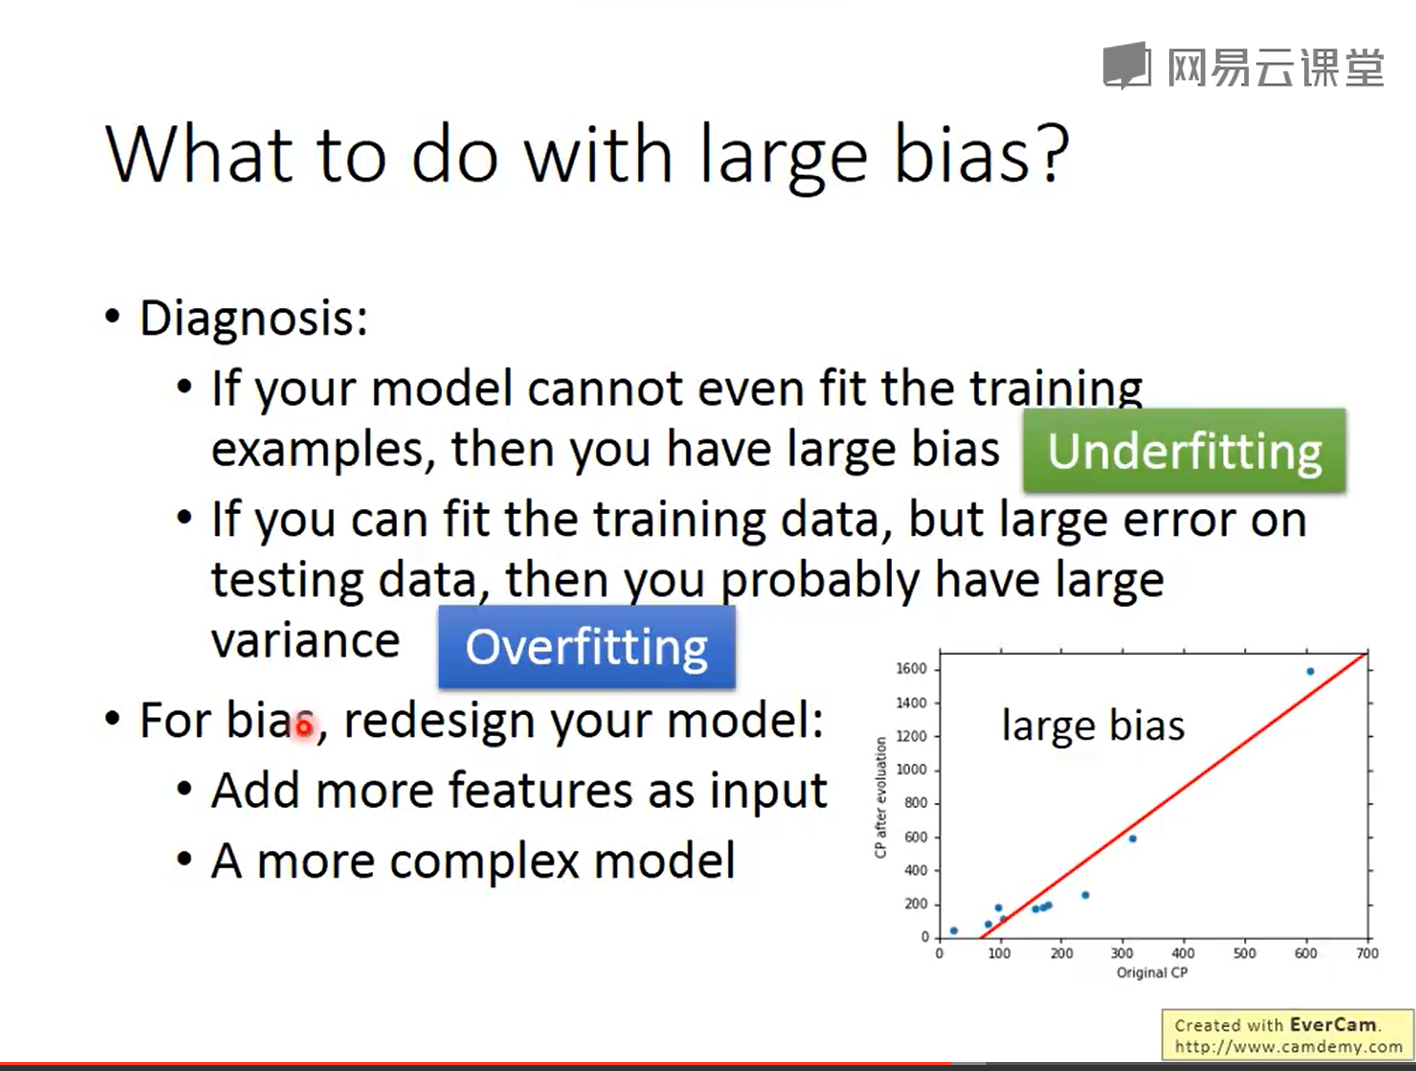 网易云课堂
What to do with large bias?
• Diagnosis:
• If your model cannot even fit the training
examples, then you have large bias
Underfitting
• If you can fit the training data, but large error on
testing data, then you probably have large
variance
Overfitting
• For bias, redesign your model:
• Add more features as input
• A more complex model
large bias
CP after evoluation
1600
1400
1200
1000
800
600
400
200
0
0 100 200 300 400 500 600 700
Original CP
Created with EverCam.
http://www.camdemy.com